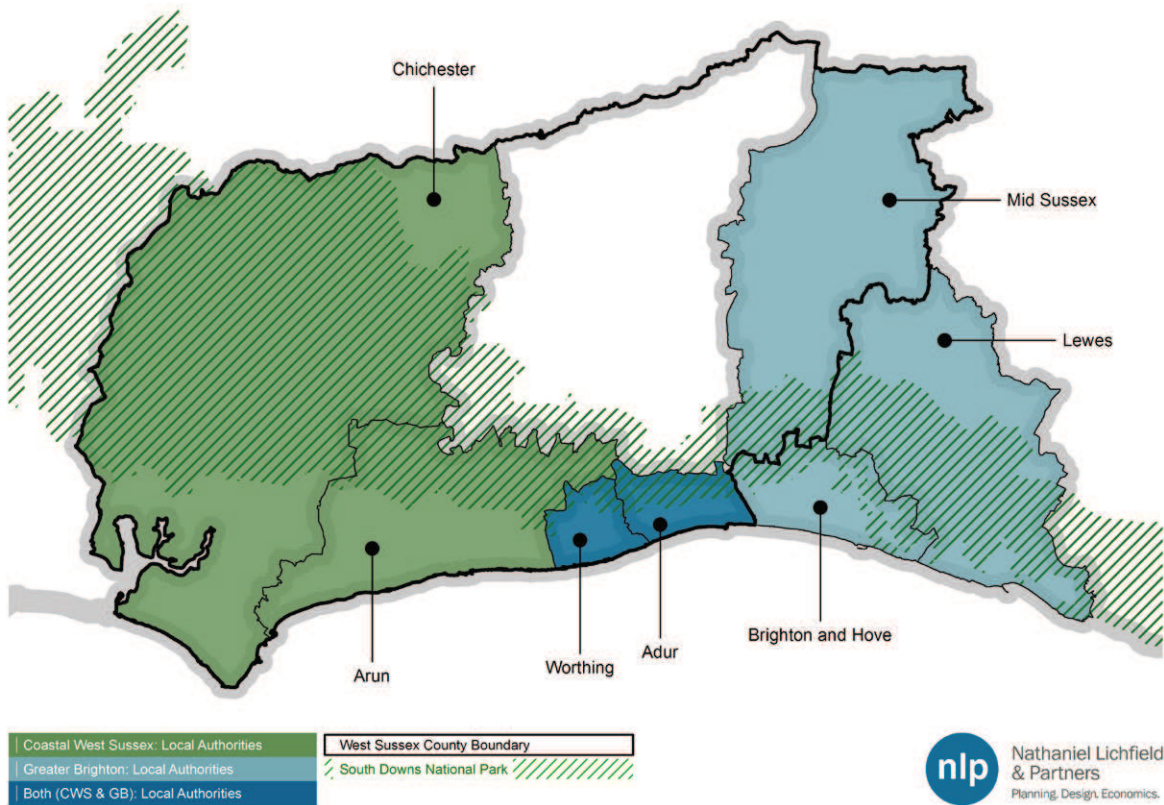 Chichester
Mid Sussex
Lewes
Brighton and Hove
Adur
Worthing
Arun
Coastal West Sussex: Local Authorities
Greater Brighton: Local Authorities
Both (CWS & GB): Local Authorities
West Sussex County Boundary
South Downs National Park
nlp
Nathaniel Lichfield
& Partners
Planning. Design. Economics.